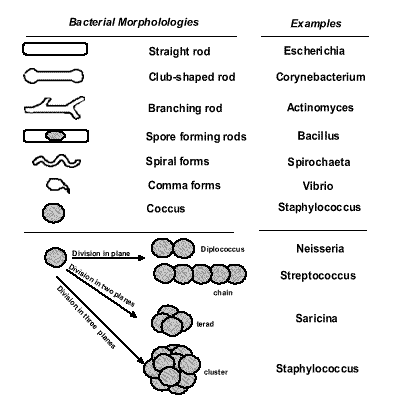 Bacterial Morpholologies Examples
Straight rod Escherichia
Club-shaped rod Corynebacterium
Branching rod Actinomyces
Spore forming rods Bacillus
Spiral forms Spirochaeta
Comma forms Vibrio
Coccus Staphylococcus
Division in plane Diplococcus Neisseria
Streptococcus
chain
Division in two planes
terad Saricina
Division in three planes
cluster Staphylococcus